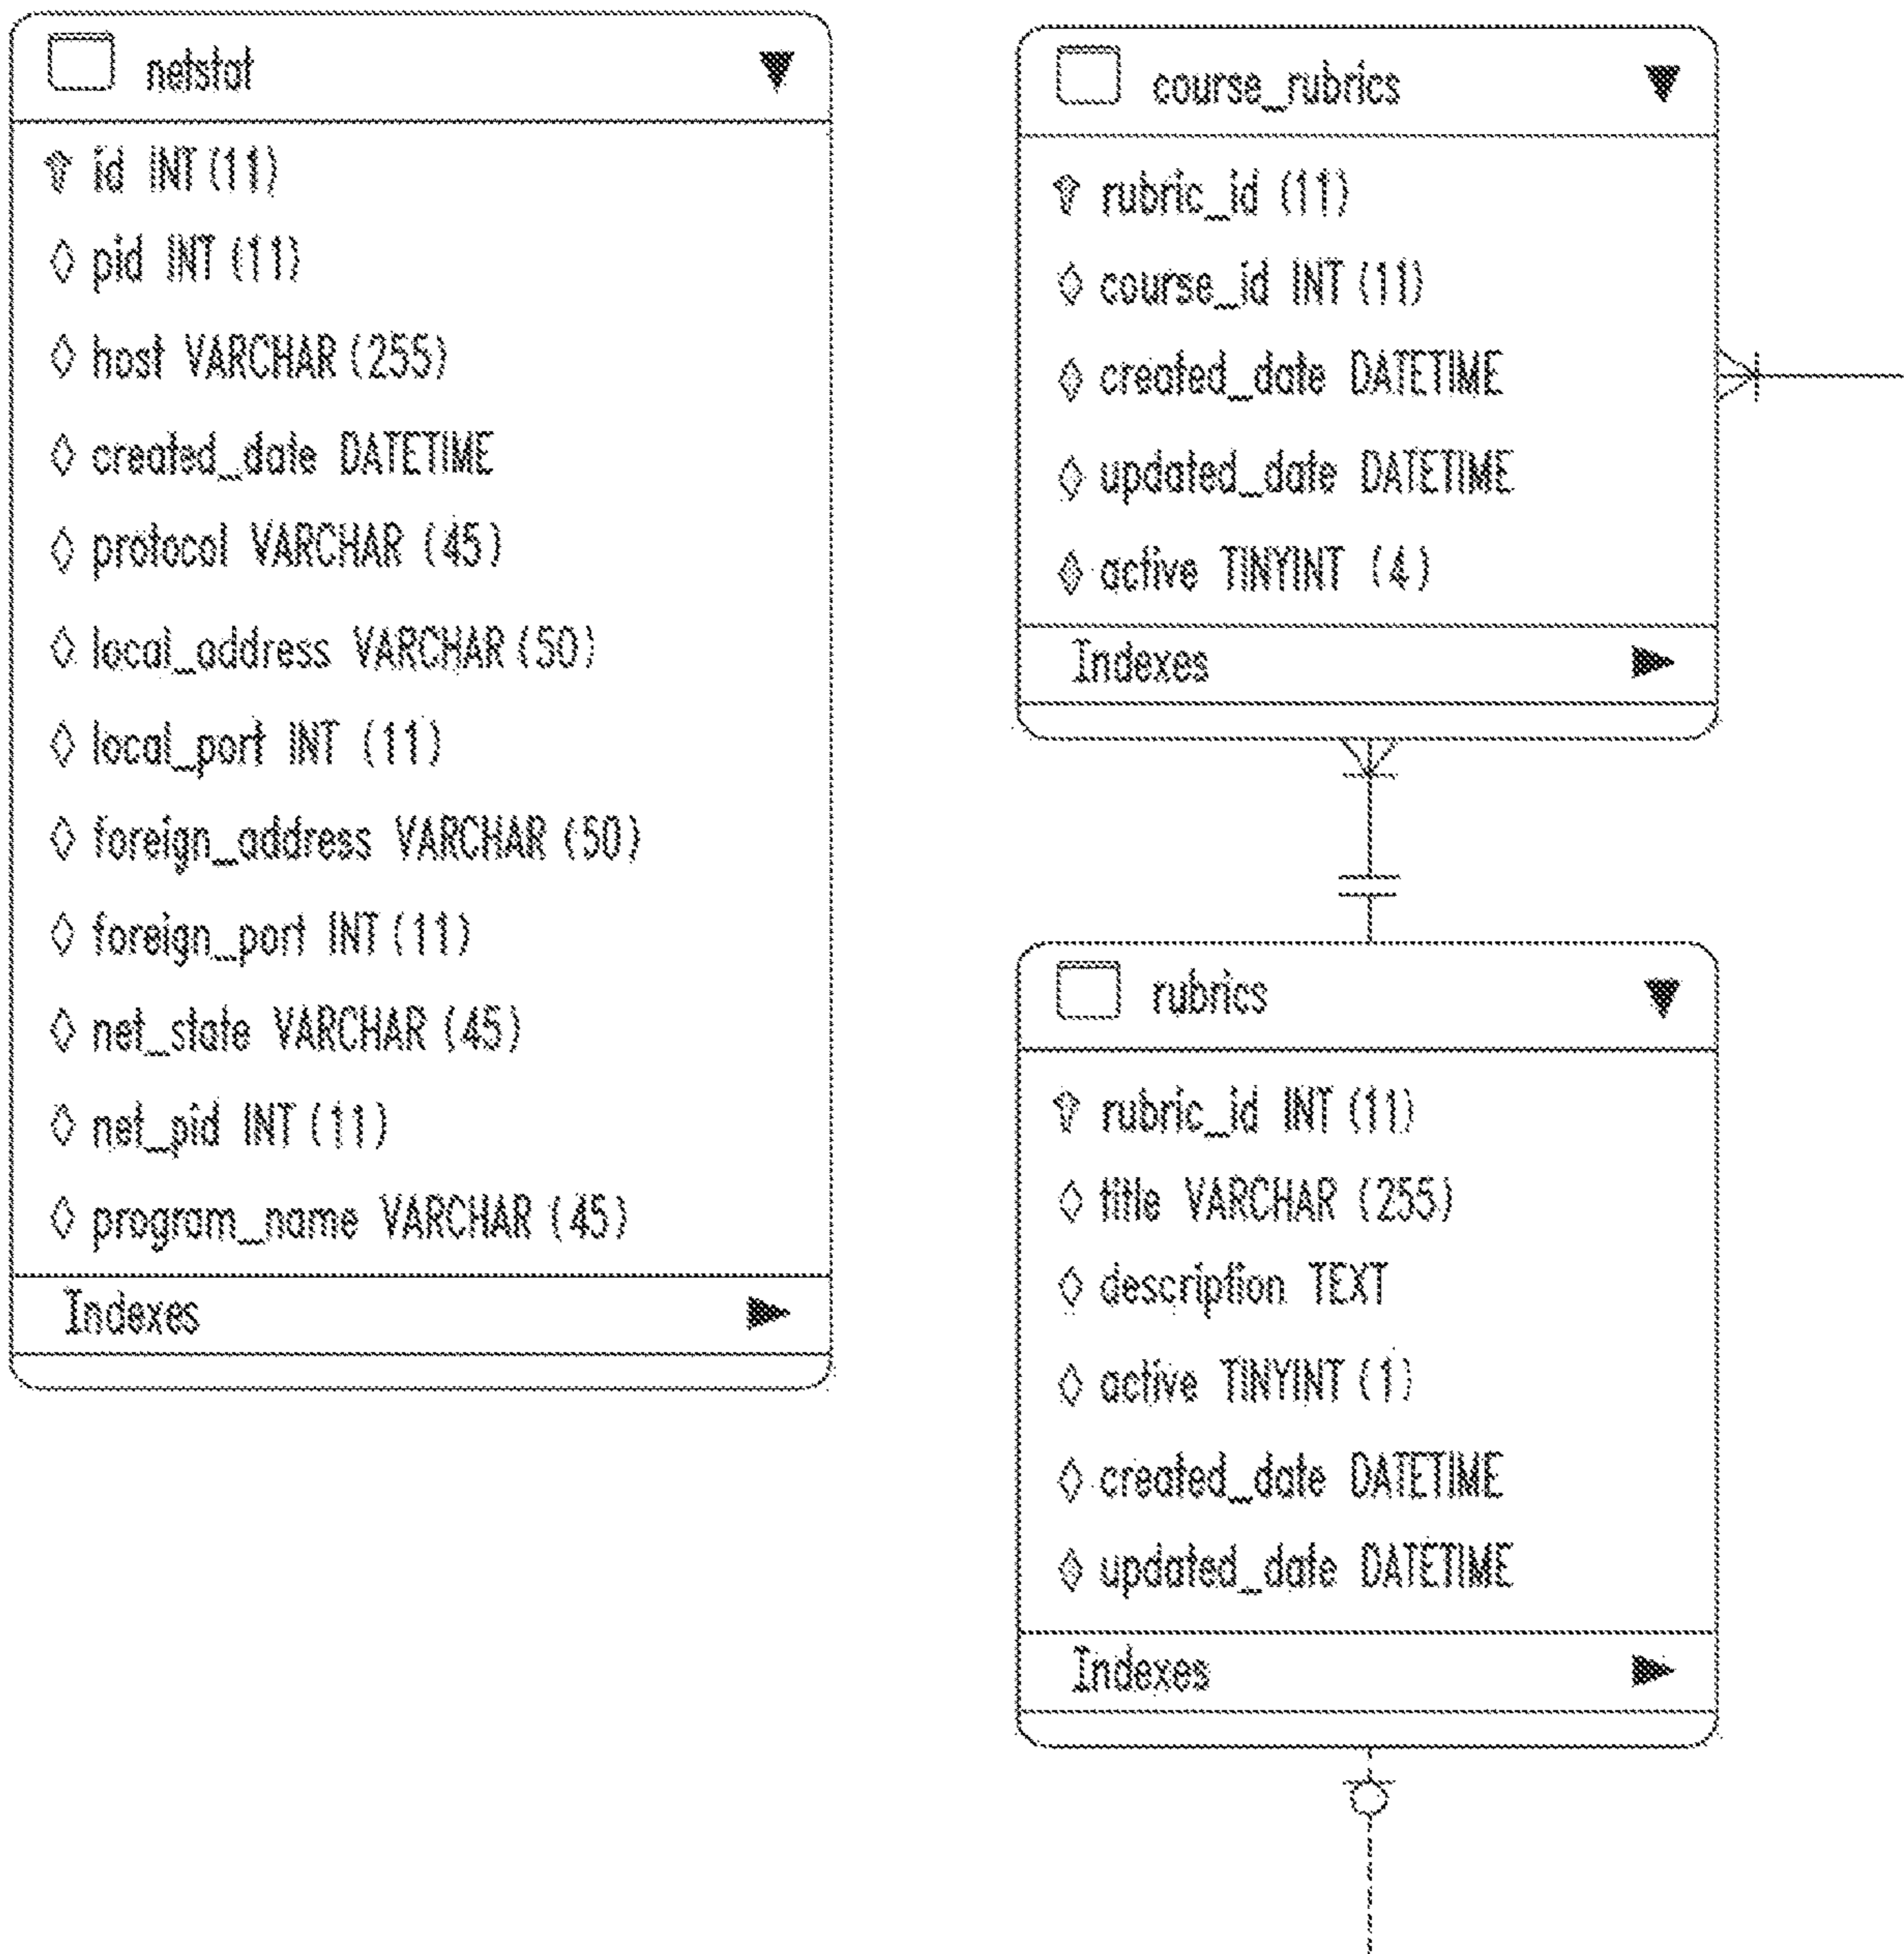 netstat
id INT (11)
pid INT (11)
host VARCHAR (255)
created_date DATETIME
protocol VARCHAR (45)
local_address VARCHAR (50)
local_port INT (11)
foreign_address VARCHAR (50)
foreign_port INT (11)
net_state VARCHAR (45)
net_pid INT (11)
program_name VARCHAR (45)
Indexes
course_rubrics
rubric_id (11)
course_id INT (11)
created_date DATETIME
updated_date DATETIME
active TINYINT (4)
Indexes
rubrics
rubric_id INT (11)
title VARCHAR (255)
description TEXT
active TINYINT (1)
created_date DATETIME
updated_date DATETIME
Indexes